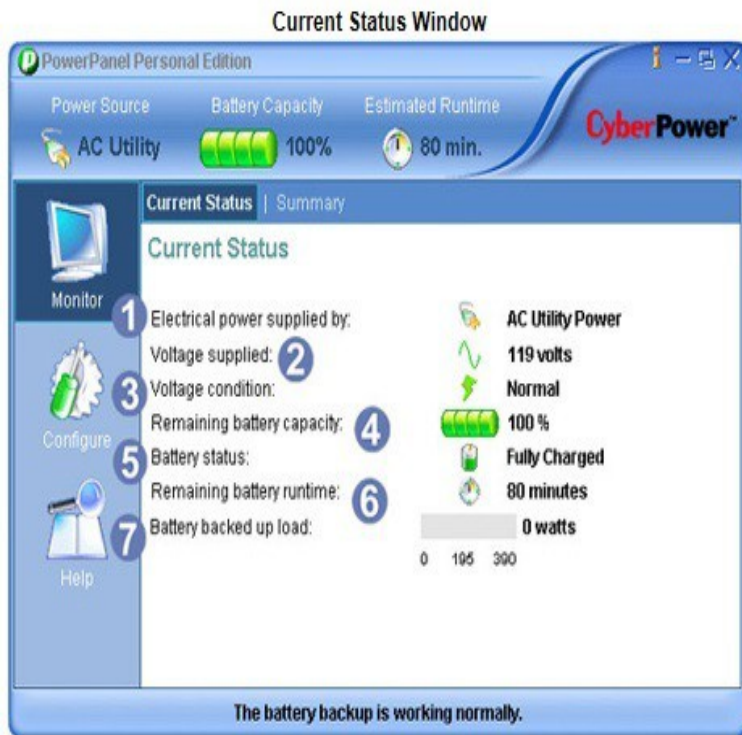 Current Status Window
PowerPanel Personal Edition
Power Source Battery Capacity Estimated Runtime
AC Utility 100% 80 min.
CyberPower™
Current Status | Summary
Current Status
Monitor
1 Electrical power supplied by: AC Utility Power
Voltage supplied: 2 119 volts
3 Voltage condition: Normal
Remaining battery capacity: 4 100 %
Configure
5 Battery status: Fully Charged
Remaining battery runtime: 6 80 minutes
7 Battery backed up load: 0 watts
0 195 390
Help
The battery backup is working normally.